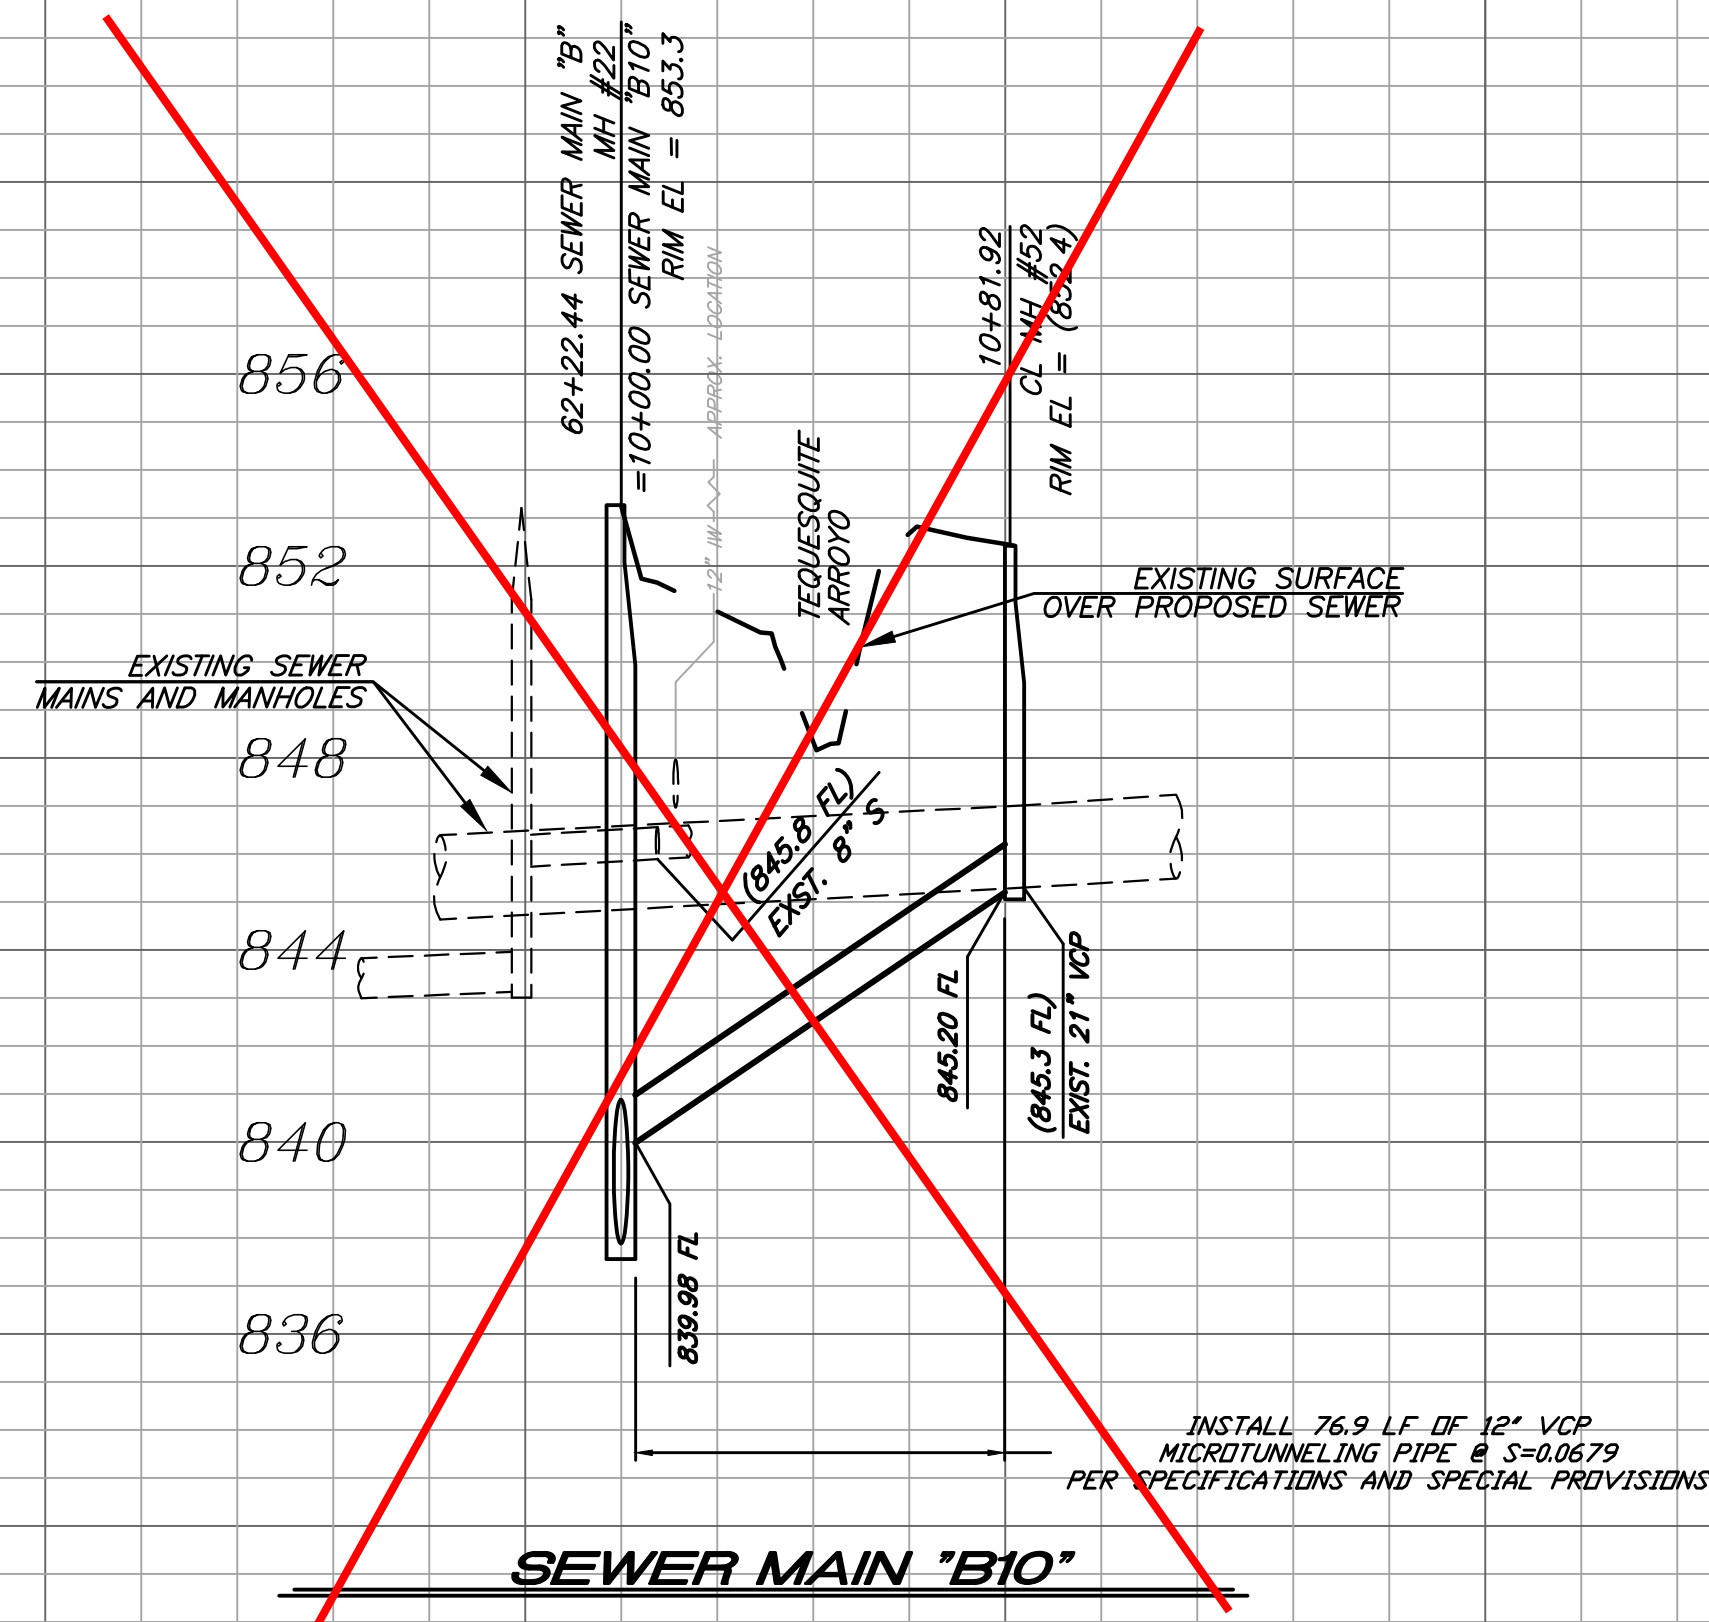 62+22.44 SEWER MAIN "B"
MH #22
=10+00.00 SEWER MAIN "B10"
RIM EL = 853.3
12" IW
APPROX. LOCATION
10+81.92
CL MH #52
RIM EL = (852.4)
856
TEQUESQUITE
ARROYO
852
EXISTING SURFACE
OVER PROPOSED SEWER
EXISTING SEWER
MAINS AND MANHOLES
848
(845.8 FL)
EXST. 8" S
844
845.20 FL
(845.3 FL)
EXIST. 21" VCP
840
839.98 FL
836
INSTALL 76.9 LF OF 12" VCP
MICROTUNNELING PIPE @ S=0.0679
PER SPECIFICATIONS AND SPECIAL PROVISIONS
SEWER MAIN "B10"